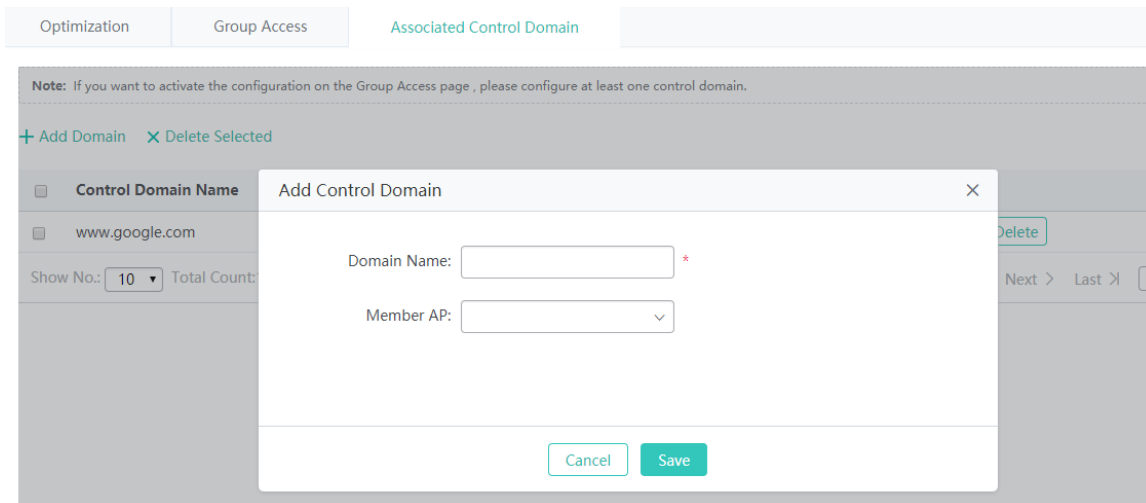 Optimization
Group Access
Associated Control Domain
Note: If you want to activate the configuration on the Group Access page , please configure at least one control domain.
+ Add Domain
X Delete Selected
Control Domain Name
www.google.com
Delete
Show No.: 10 Total Count:
Next > Last
Add Control Domain
Domain Name: *
Member AP:
Cancel
Save